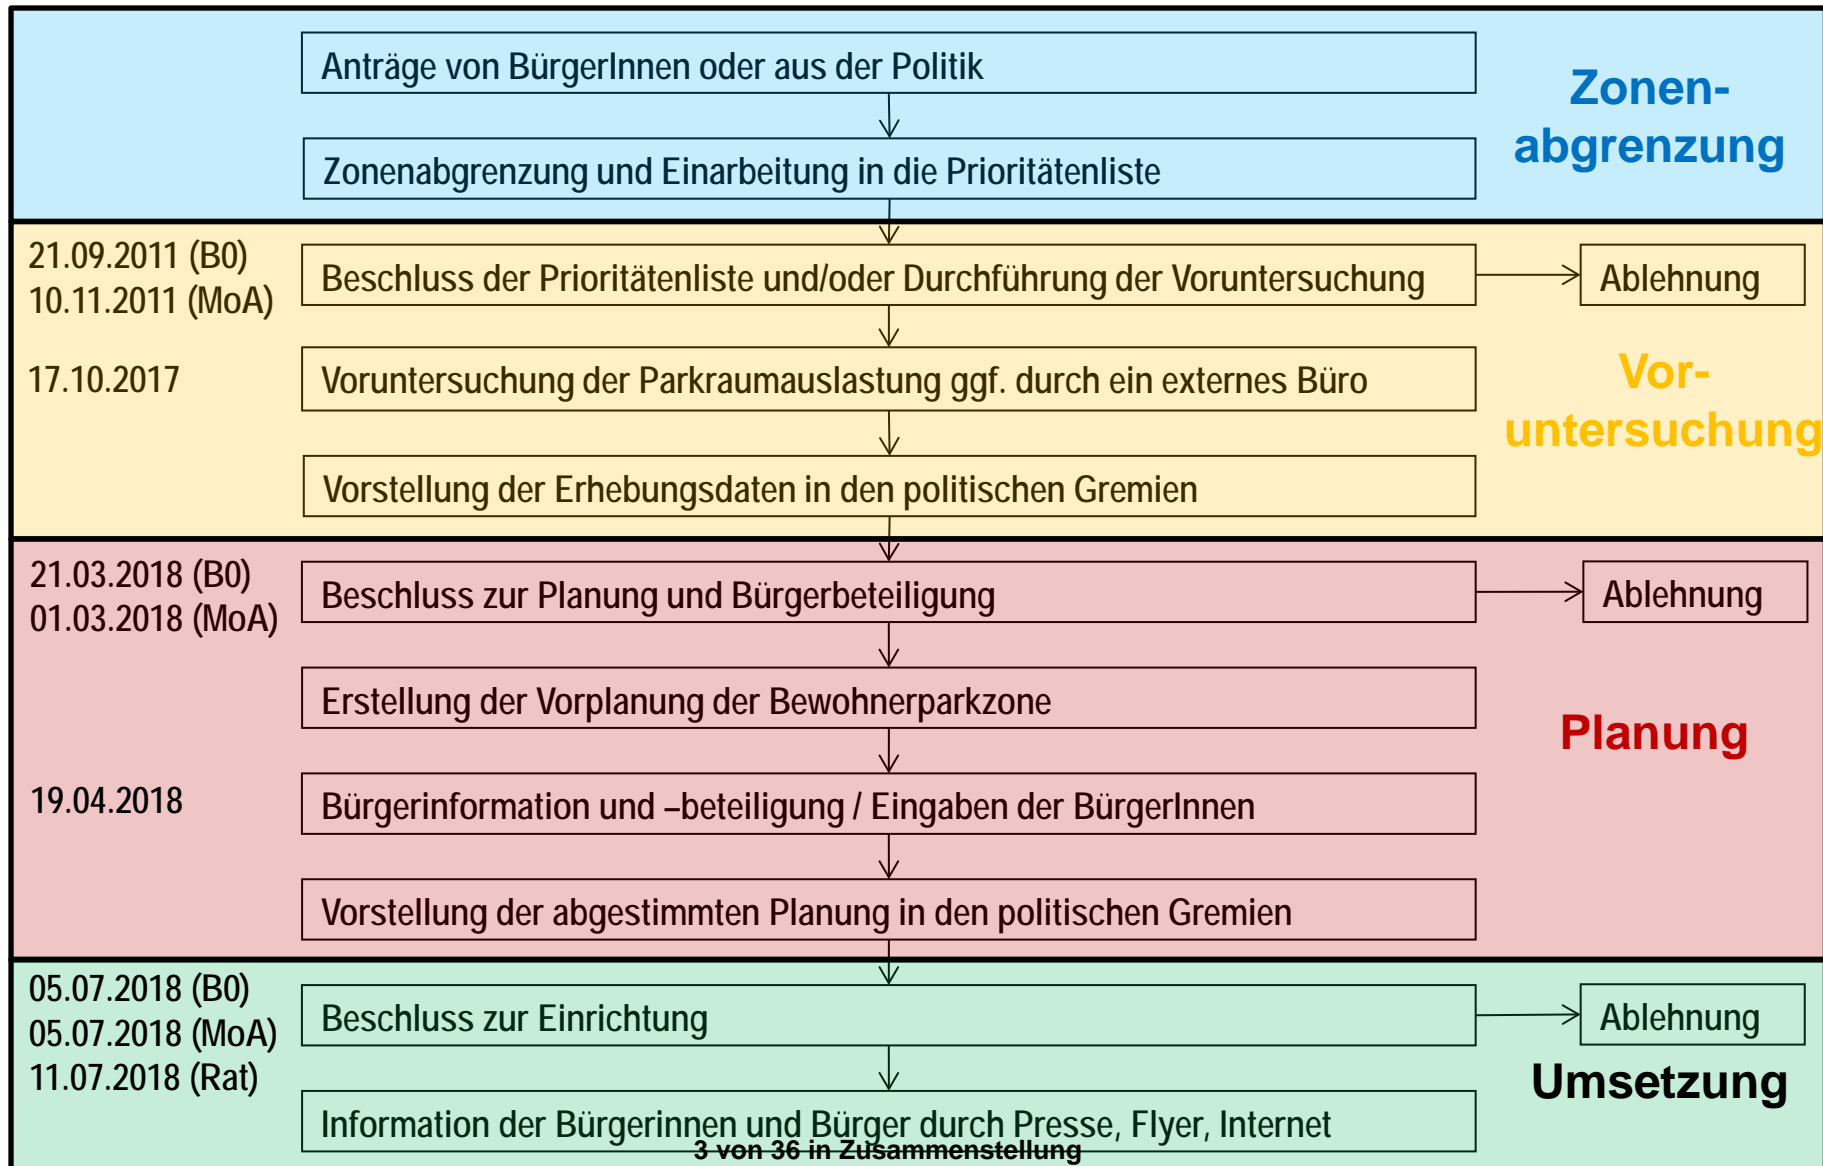 Anträge von BürgerInnen oder aus der Politik
Zonenabgrenzung und Einarbeitung in die Prioritätenliste
Zonen-
abgrenzung
21.09.2011 (B0)
10.11.2011 (MoA)
Beschluss der Prioritätenliste und/oder Durchführung der Voruntersuchung
Ablehnung
17.10.2017
Voruntersuchung der Parkraumauslastung ggf. durch ein externes Büro
Vorstellung der Erhebungsdaten in den politischen Gremien
Vor-
untersuchung
21.03.2018 (B0)
01.03.2018 (MoA)
Beschluss zur Planung und Bürgerbeteiligung
Ablehnung
Erstellung der Vorplanung der Bewohnerparkzone
Planung
19.04.2018
Bürgerinformation und –beteiligung / Eingaben der BürgerInnen
Vorstellung der abgestimmten Planung in den politischen Gremien
05.07.2018 (B0)
05.07.2018 (MoA)
11.07.2018 (Rat)
Beschluss zur Einrichtung
Ablehnung
Umsetzung
Information der Bürgerinnen und Bürger durch Presse, Flyer, Internet
3 von 36 in Zusammenstellung